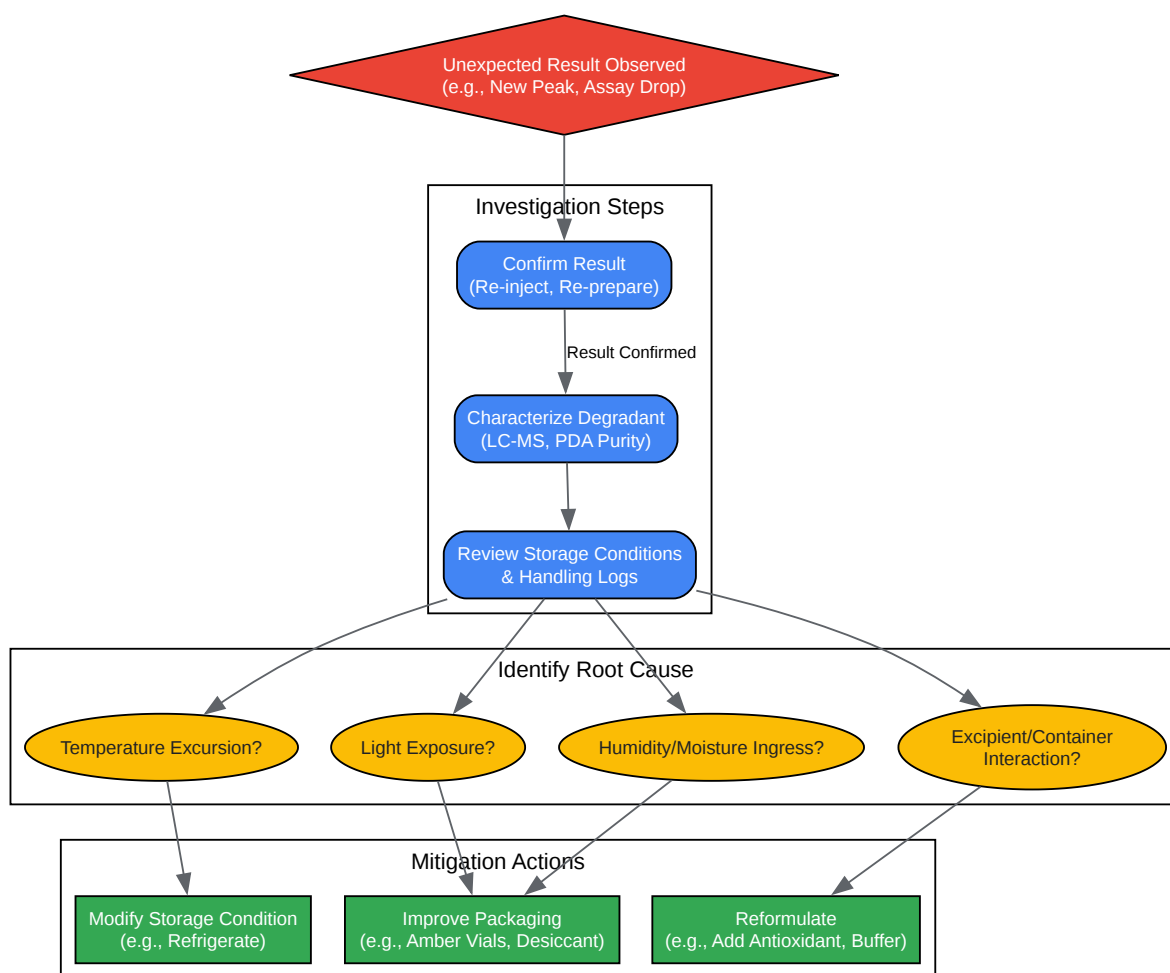 Unexpected Result Observed
(e.g., New Peak, Assay Drop)
Investigation Steps
Confirm Result
(Re-inject, Re-prepare)
Result Confirmed
Characterize Degradant
(LC-MS, PDA Purity)
Review Storage Conditions
& Handling Logs
Identify Root Cause
Temperature Excursion?
Light Exposure?
Humidity/Moisture Ingress?
Excipient/Container
Interaction?
Mitigation Actions
Modify Storage Condition
(e.g., Refrigerate)
Improve Packaging
(e.g., Amber Vials, Desiccant)
Reformulate
(e.g., Add Antioxidant, Buffer)